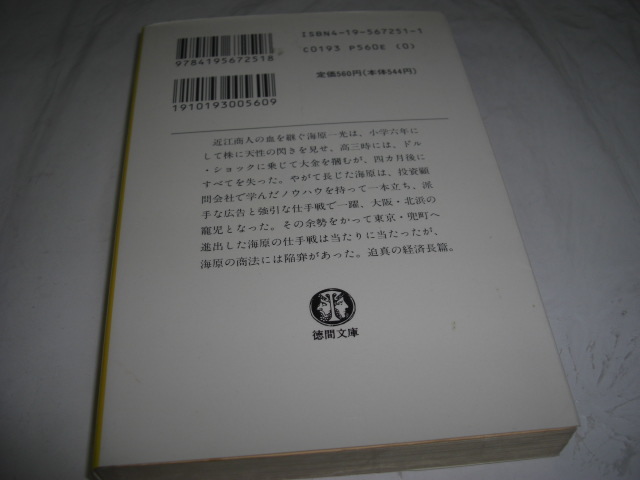 9784195672518
ISBN4-19-567251-1
C0193 P560E (0)
定価560円(本体544円)
1910193005609
近江商人の血を継ぐ海原一光は、小学六年に
して株に天性の閃きを見せ、高三時には、ドル
・ショックに乗じて大金を掴むが、四カ月後に
すべてを失った。やがて長じた海原は、投資顧
問会社で学んだノウハウを持って一本立ち、派
手な広告と強引な仕手戦で一躍、大阪・北浜の
寵児となった。その余勢をかって東京・兜町へ
進出した海原の仕手戦は当たりに当たったが、
海原の商法には陥穽があった。迫真の経済長篇。
徳間文庫